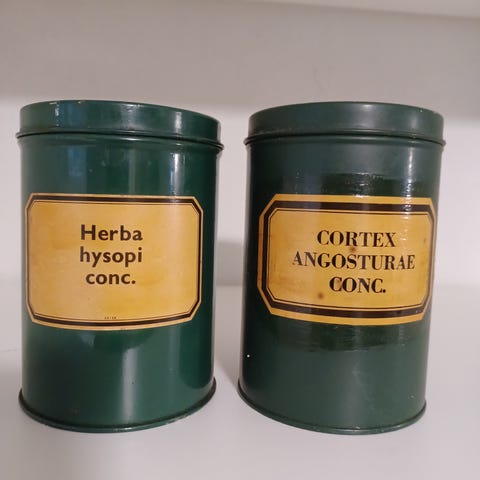 Herba
hysopi
conc.
CORTEX
ANGOSTURAE
CONC.